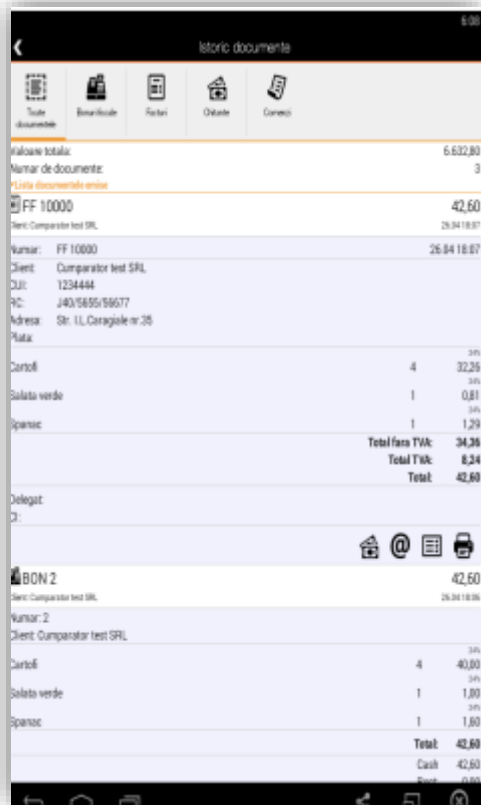 6:08
Istoric documente
Toate documentele
Bonuri fiscale
Facturi
Chitante
Comenzi
Valoare totala: 6.632,80
Numar de documente: 3
*Lista documentelor emise
FF 10000 42,60
Client: Cumparator test SRL 26.04 18:07
Numar: FF 10000 26.04 18:07
Client: Cumparator test SRL
CUI: 1234444
RC: J40/5655/56677
Adresa: Str. I.L.Caragiale nr.35
Plata:
24%
Cartofi 4 32,26
24%
Salata verde 1 0,81
24%
Spanac 1 1,29
Total fara TVA: 34,36
Total TVA: 8,24
Total: 42,60
Delegat:
CI:
BON 2 42,60
Client: Cumparator test SRL 26.04 18:06
Numar: 2
Client: Cumparator test SRL
24%
Cartofi 4 40,00
24%
Salata verde 1 1,00
24%
Spanac 1 1,60
Total: 42,60
Cash 42,60
Rest 0,00